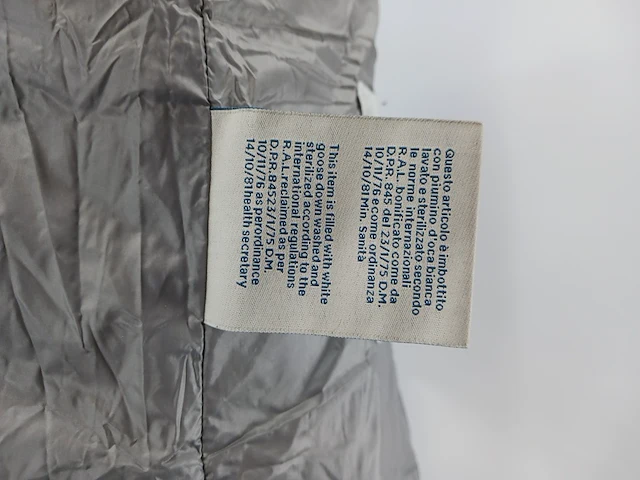 Questo articolo è imbottito
con piumino d'oca bianca
lavato sterilizzato secondo
le norme internazionali
R.A.L. bonificato come da
D.P.R. 845 del 23/1/75 D.M.
10/11/76 e come ordinanza
14/10/81 Min. Sanità
This item is filled with white
goose down washed and
sterilized according to the
international regulations
R.A.L. reclaimed as per
D.P.R. 845 23/1/75 D.M.
10/11/76 as per ordinance
14/10/81 health secretary